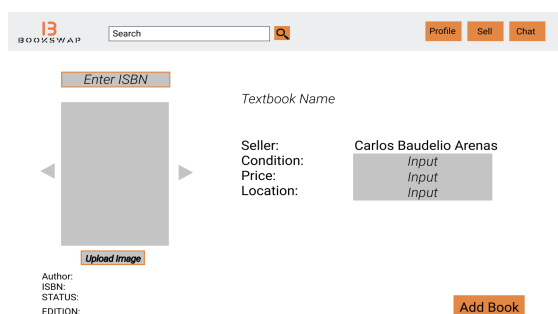 B
BOOKSWAP
Search
Profile
Sell
Chat
Enter ISBN
Textbook Name
Seller: Carlos Baudelio Arenas
Condition: Input
Price: Input
Location: Input
Upload Image
Author:
ISBN:
STATUS:
EDITION:
Add Book